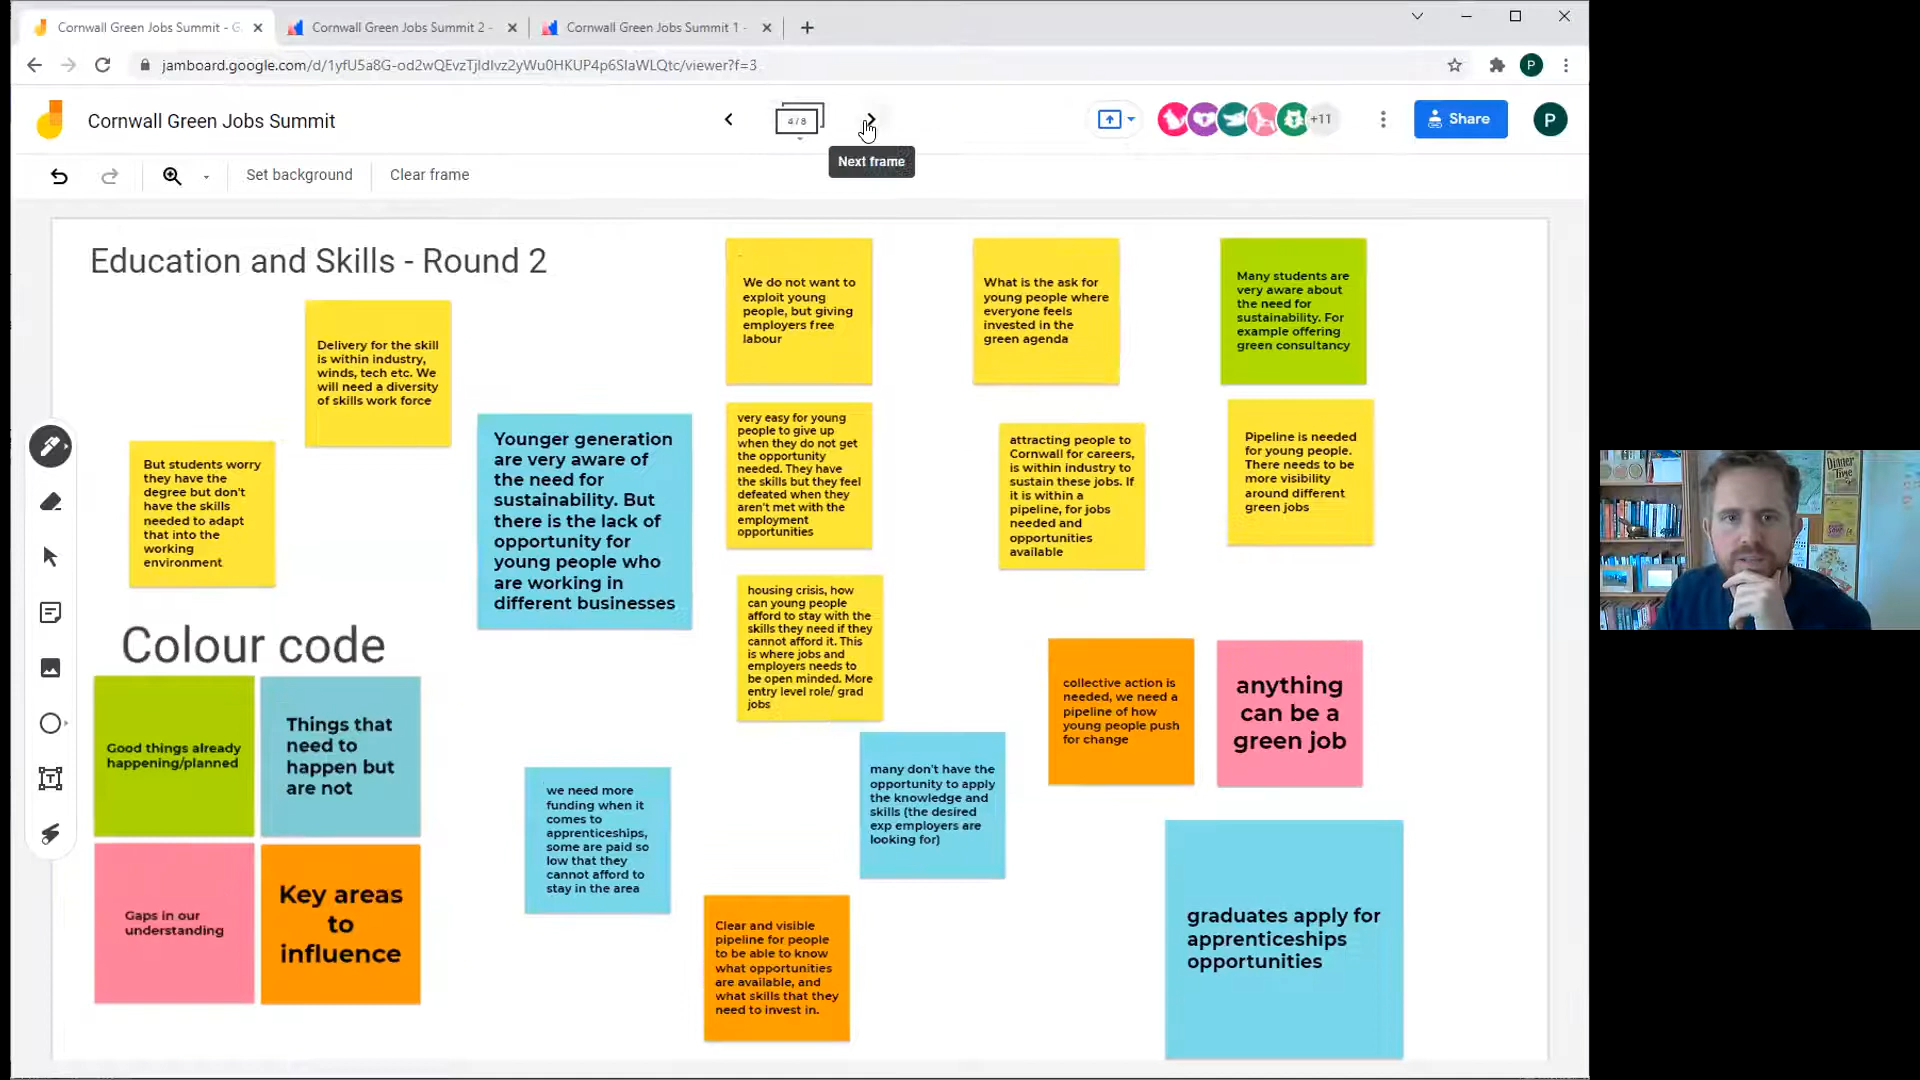 Cornwall Green Jobs Summit - G
Cornwall Green Jobs Summit 2 -
Cornwall Green Jobs Summit 1 -
jamboard.google.com/d/1yfU5a8G-od2wQEvzTjldIvz2yWu0HKUP4p6SIaWLQtc/viewer?f=3
P
Cornwall Green Jobs Summit
4 / 8
+11
Share
P
Next frame
Set background
Clear frame
Education and Skills - Round 2
Delivery for the skill
is within industry,
winds, tech etc. We
will need a diversity
of skills work force
But students worry
they have the
degree but don't
have the skills
needed to adapt
that into the
working
environment
Younger generation
are very aware of
the need for
sustainability. But
there is the lack of
opportunity for
young people who
are working in
different businesses
We do not want to
exploit young
people, but giving
employers free
labour
What is the ask for
young people where
everyone feels
invested in the
green agenda
Many students are
very aware about
the need for
sustainability. For
example offering
green consultancy
very easy for young
people to give up
when they do not get
the opportunity
needed. They have
the skills but they feel
defeated when they
aren't met with the
employment
opportunities
attracting people to
Cornwall for careers,
is within industry to
sustain these jobs. If
it is within a
pipeline, for jobs
needed and
opportunities
available
Pipeline is needed
for young people.
There needs to be
more visibility
around different
green jobs
housing crisis, how
can young people
afford to stay with the
skills they need if they
cannot afford it. This
is where jobs and
employers needs to
be open minded. More
entry level role/ grad
jobs
Colour code
Good things already
happening/planned
Things that
need to
happen but
are not
Gaps in our
understanding
Key areas
to
influence
we need more
funding when it
comes to
apprenticeships,
some are paid so
low that they
cannot afford to
stay in the area
many don't have the
opportunity to apply
the knowledge and
skills (the desired
exp employers are
looking for)
collective action is
needed, we need a
pipeline of how
young people push
for change
anything
can be a
green job
Clear and visible
pipeline for people
to be able to know
what opportunities
are available, and
what skills that they
need to invest in.
graduates apply for
apprenticeships
opportunities
Dinner
Time